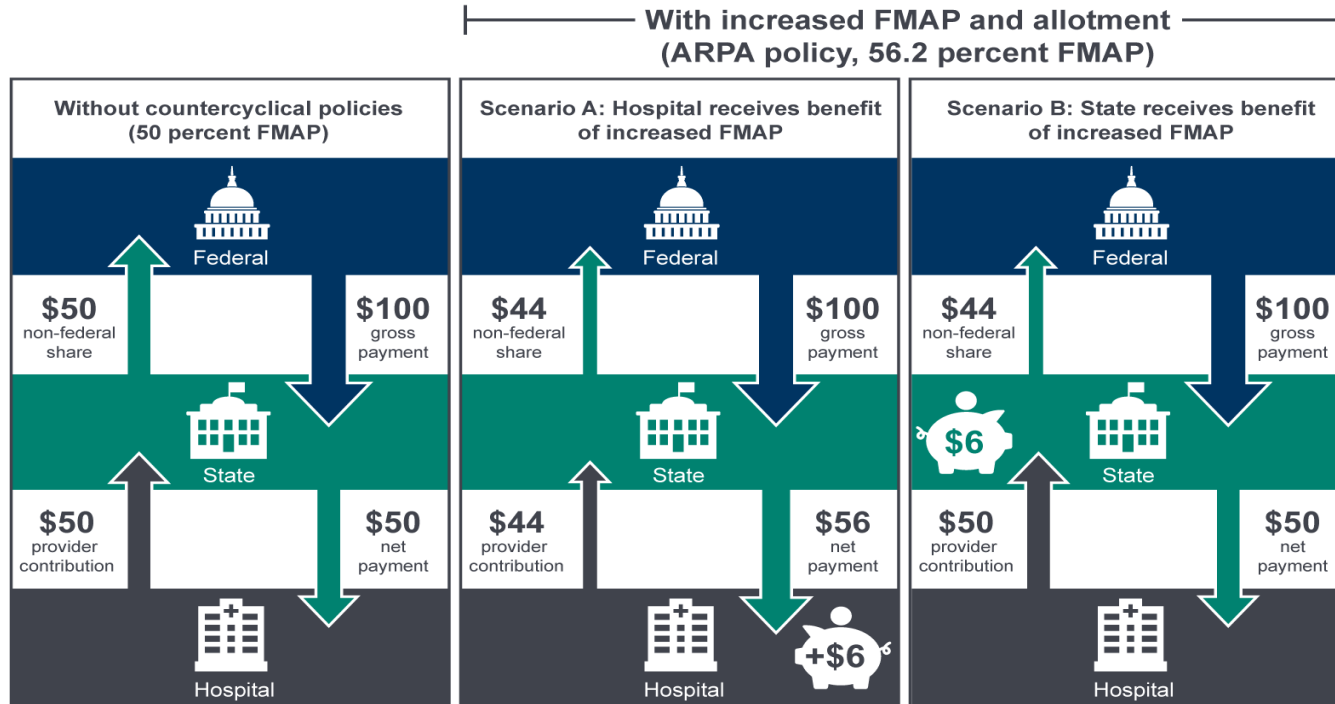 With increased FMAP and allotment
(ARPA policy, 56.2 percent FMAP)
Without countercyclical policies
(50 percent FMAP)
Federal
$50
non-federal
share
$100
gross
payment
State
$50
provider
contribution
$50
net
payment
Hospital
Scenario A: Hospital receives benefit
of increased FMAP
Federal
$44
non-federal
share
$100
gross
payment
State
$44
provider
contribution
$56
net
payment
Hospital
+$6
Scenario B: State receives benefit
of increased FMAP
Federal
$44
non-federal
share
$100
gross
payment
$6
State
$50
provider
contribution
$50
net
payment
Hospital